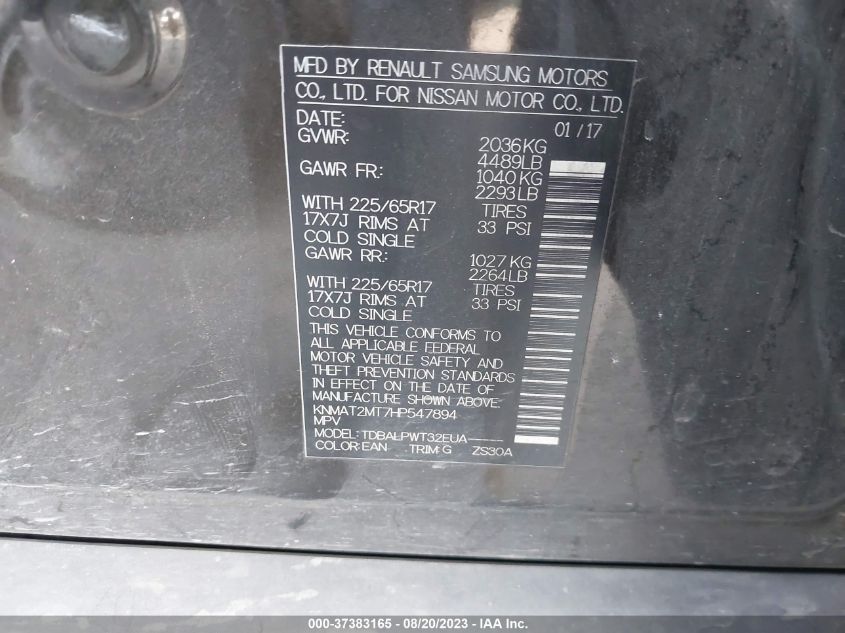 MFD BY RENAULT SAMSUNG MOTORS
CO., LTD. FOR NISSAN MOTOR CO., LTD.
DATE: 01/17
GVWR: 2036KG
4489LB
GAWR FR: 1040KG
2293LB
WITH 225/65R17 TIRES
17X7J RIMS AT 33 PSI
COLD SINGLE
GAWR RR: 1027KG
2264LB
WITH 225/65R17 TIRES
17X7J RIMS AT 33 PSI
COLD SINGLE
THIS VEHICLE CONFORMS TO
ALL APPLICABLE FEDERAL
MOTOR VEHICLE SAFETY AND
THEFT PREVENTION STANDARDS
IN EFFECT ON THE DATE OF
MANUFACTURE SHOWN ABOVE.
KNMAT2MT7HP547894
MPV
MODEL: TDBALPWT32EUA-----
COLOR:EAN TRIM:G ZS30A
000-37383165 - 08/20/2023 - IAA Inc.